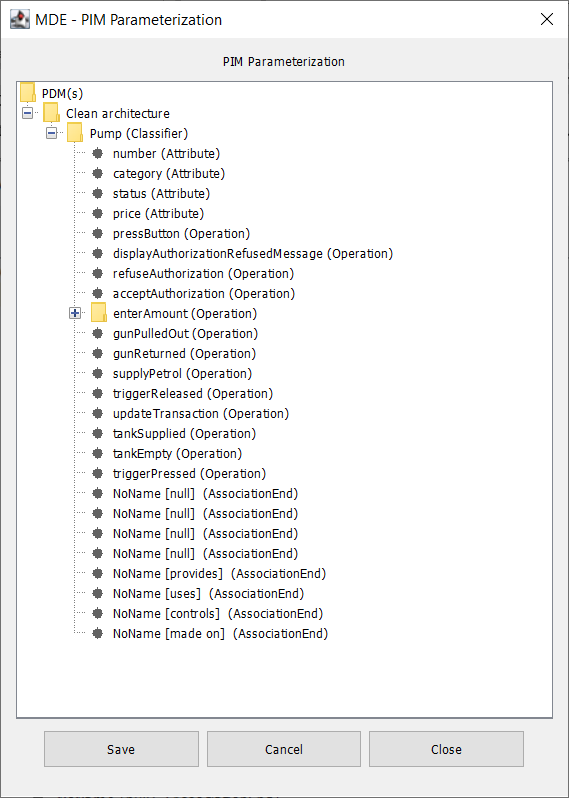 MDE - PIM Parameterization
PIM Parameterization
PDM(s)
Clean architecture
Pump (Classifier)
number (Attribute)
category (Attribute)
status (Attribute)
price (Attribute)
pressButton (Operation)
displayAuthorizationRefusedMessage (Operation)
refuseAuthorization (Operation)
acceptAuthorization (Operation)
enterAmount (Operation)
gunPulledOut (Operation)
gunReturned (Operation)
supplyPetrol (Operation)
triggerReleased (Operation)
updateTransaction (Operation)
tankSupplied (Operation)
tankEmpty (Operation)
triggerPressed (Operation)
NoName [null] (AssociationEnd)
NoName [null] (AssociationEnd)
NoName [null] (AssociationEnd)
NoName [null] (AssociationEnd)
NoName [provides] (AssociationEnd)
NoName [uses] (AssociationEnd)
NoName [controls] (AssociationEnd)
NoName [made on] (AssociationEnd)
Save Cancel Close